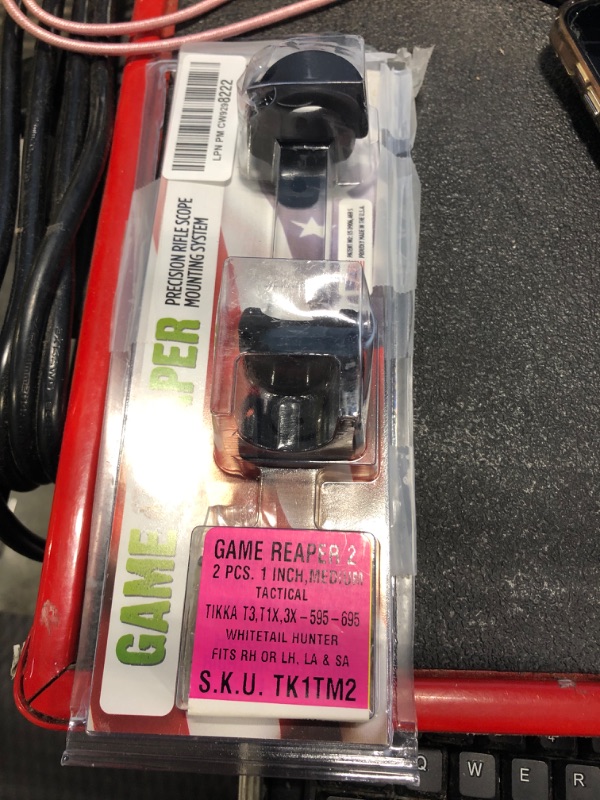 LPN PM CW9298222
PRECISION RIFLE SCOPE
MOUNTING SYSTEM
GAME
PER
GAME REAPER 2
2 PCS. 1 INCH, MEDIUM
TACTICAL
TIKKA T3,T1X,3X-595-695
WHITETAIL HUNTER
FITS RH OR LH, LA & SA
S.K.U. TK1TM2
Q
W
E
R